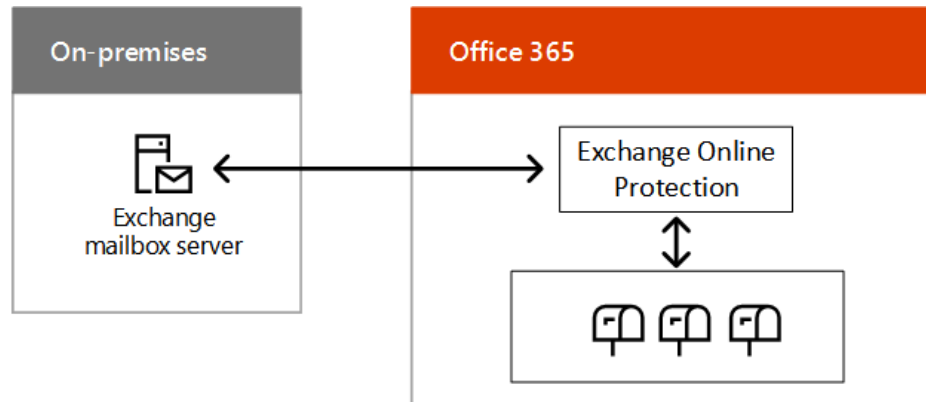 On-premises
Office 365
Exchange
mailbox server
Exchange Online
Protection